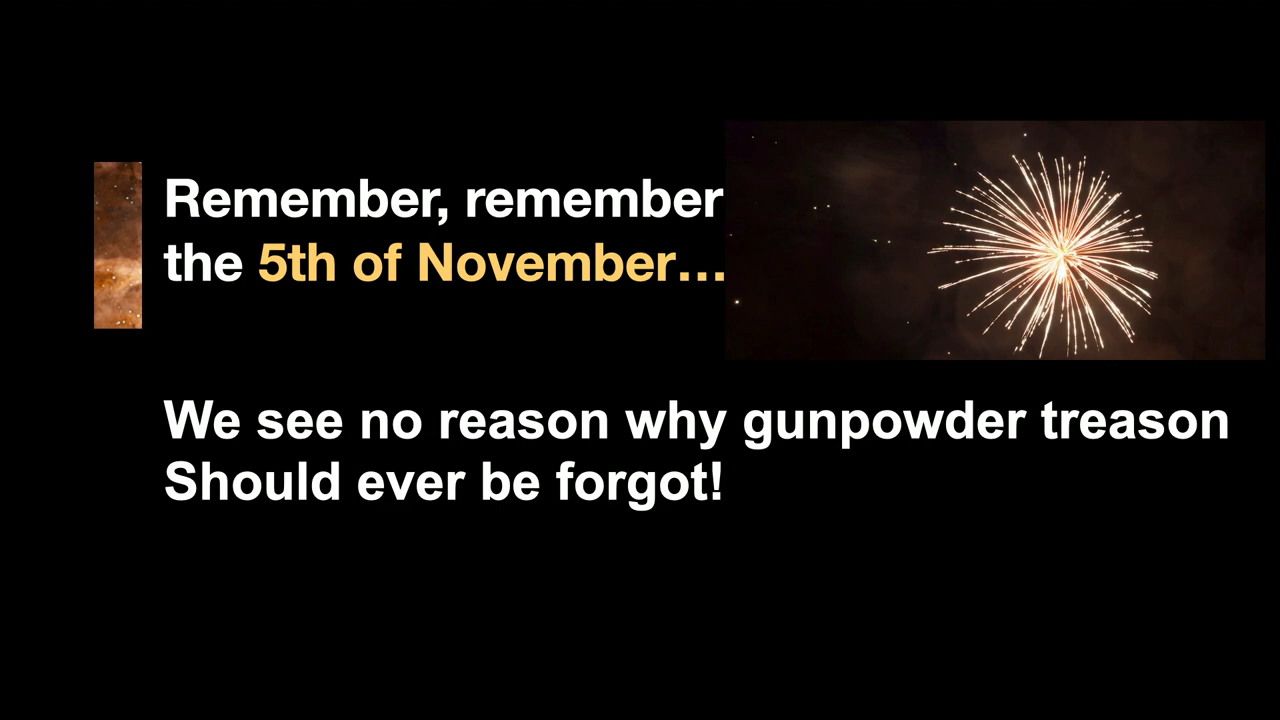 Remember, remember
the 5th of November…
We see no reason why gunpowder treason
Should ever be forgot!